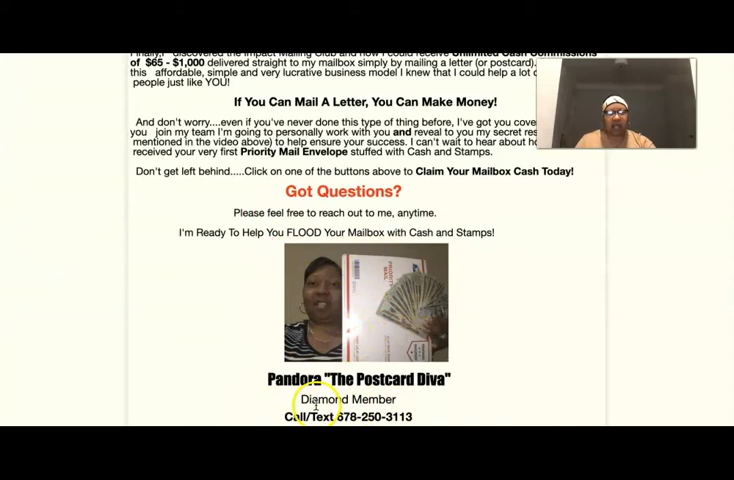 Finally,I discovered the Impact Mailing Club and how I could receive Unlimited Cash Commissions
of $65 - $1,000 delivered straight to my mailbox simply by mailing a letter (or postcard).
this affordable, simple and very lucrative business model I knew that I could help a lot
people just like YOU!
If You Can Mail A Letter, You Can Make Money!
And don't worry....even if you've never done this type of thing before, I've got you
you join my team I'm going to personally work with you and reveal to you my secret
mentioned in the video above) to help ensure your success. I can't wait to hear about
received your very first Priority Mail Envelope stuffed with Cash and Stamps.
Don't get left behind.....Click on one of the buttons above to Claim Your Mailbox Cash Today!
Got Questions?
Please feel free to reach out to me, anytime.
I'm Ready To Help You FLOOD Your Mailbox with Cash and Stamps!
PRIORITY
MAIL
Pandora "The Postcard Diva"
Diamond Member
Call/Text 678-250-3113